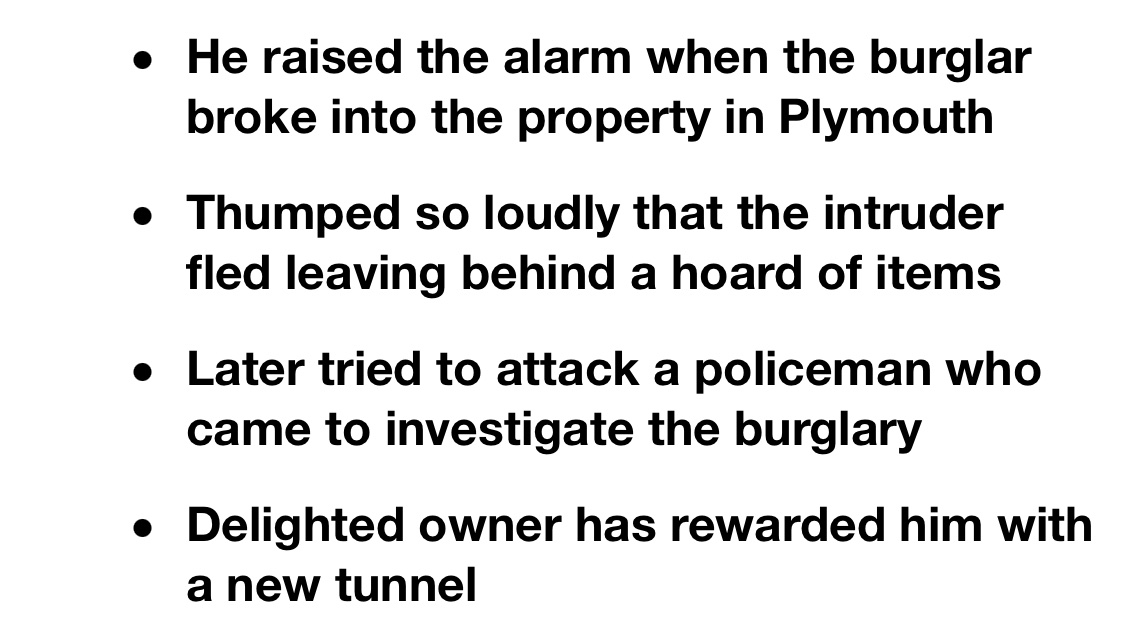 • He raised the alarm when the burglar
broke into the property in Plymouth
• Thumped so loudly that the intruder
fled leaving behind a hoard of items
• Later tried to attack a policeman who
came to investigate the burglary
• Delighted owner has rewarded him with
a new tunnel